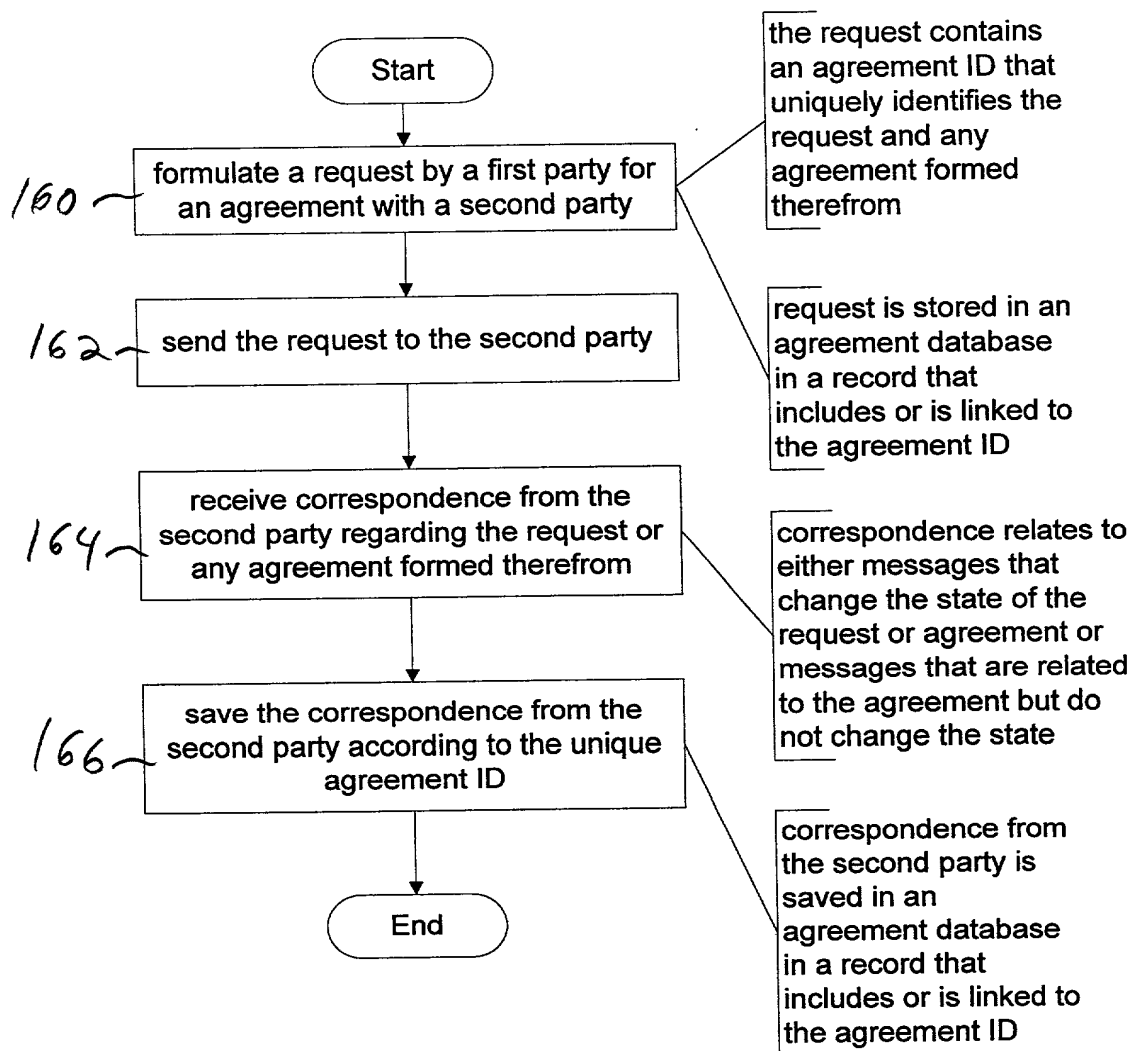 Start
the request contains
an agreement ID that
uniquely identifies the
request and any
agreement formed
therefrom
160
formulate a request by a first party for
an agreement with a second party
162
send the request to the second party
request is stored in an
agreement database
in a record that
includes or is linked to
the agreement ID
164
receive correspondence from the
second party regarding the request or
any agreement formed therefrom
correspondence relates to
either messages that
change the state of the
request or agreement or
messages that are related
to the agreement but do
not change the state
166
save the correspondence from the
second party according to the unique
agreement ID
correspondence from
the second party is
saved in an
agreement database
in a record that
includes or is linked to
the agreement ID
End